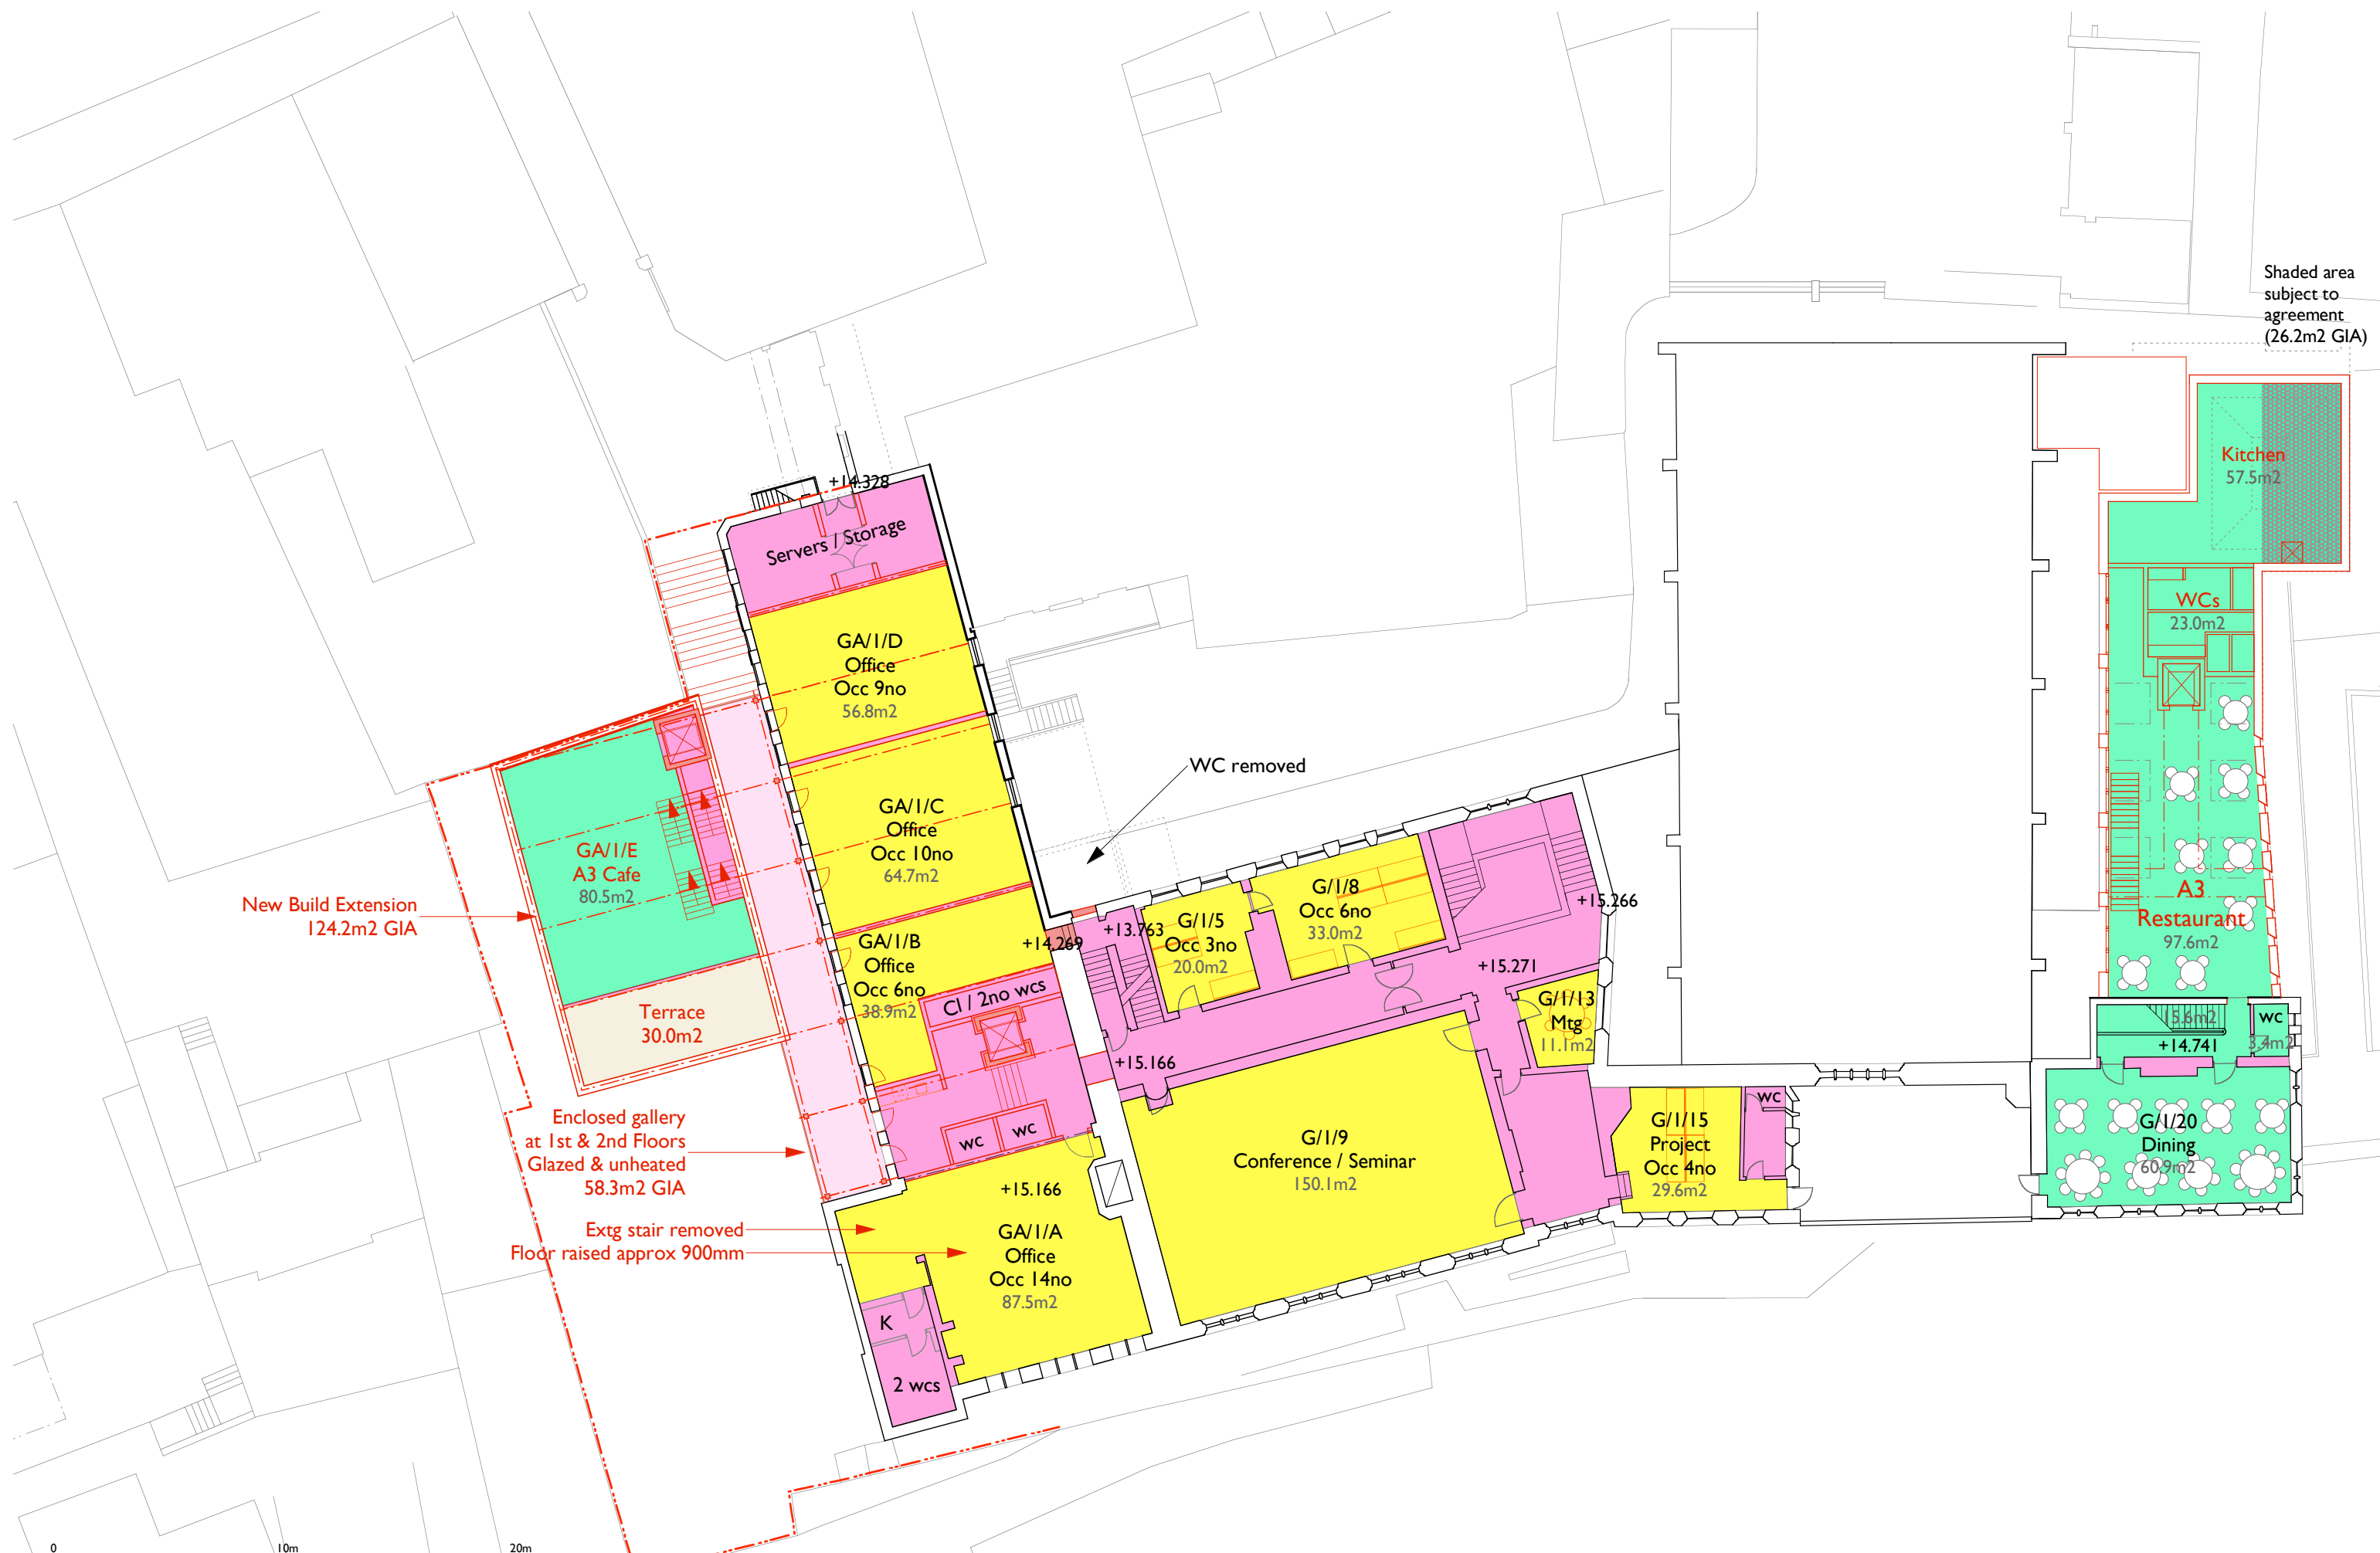 Shaded area
subject to
agreement
(26.2m2 GIA)
Kitchen
57.5m2
WCs
23.0m2
A3
Restaurant
97.6m2
15.6m2
WC
3.4m2
+14.741
G/1/20
Dining
60.9m2
+14.328
Servers / Storage
GA/1/D
Office
Occ 9no
56.8m2
GA/1/C
Office
Occ 10no
64.7m2
GA/1/B
Office
Occ 6no
38.9m2
Cl / 2no wcs
WC
WC
GA/1/E
A3 Cafe
80.5m2
Terrace
30.0m2
New Build Extension
124.2m2 GIA
Enclosed gallery
at 1st & 2nd Floors
Glazed & unheated
58.3m2 GIA
Extg stair removed
Floor raised approx 900mm
+15.166
GA/1/A
Office
Occ 14no
87.5m2
K
2 wcs
WC removed
+14.269
+13.763
G/1/5
Occ 3no
20.0m2
G/1/8
Occ 6no
33.0m2
+15.266
+15.271
G/1/13
Mtg
11.1m2
+15.166
G/1/9
Conference / Seminar
150.1m2
G/1/15
Project
Occ 4no
29.6m2
WC
0
10m
20m